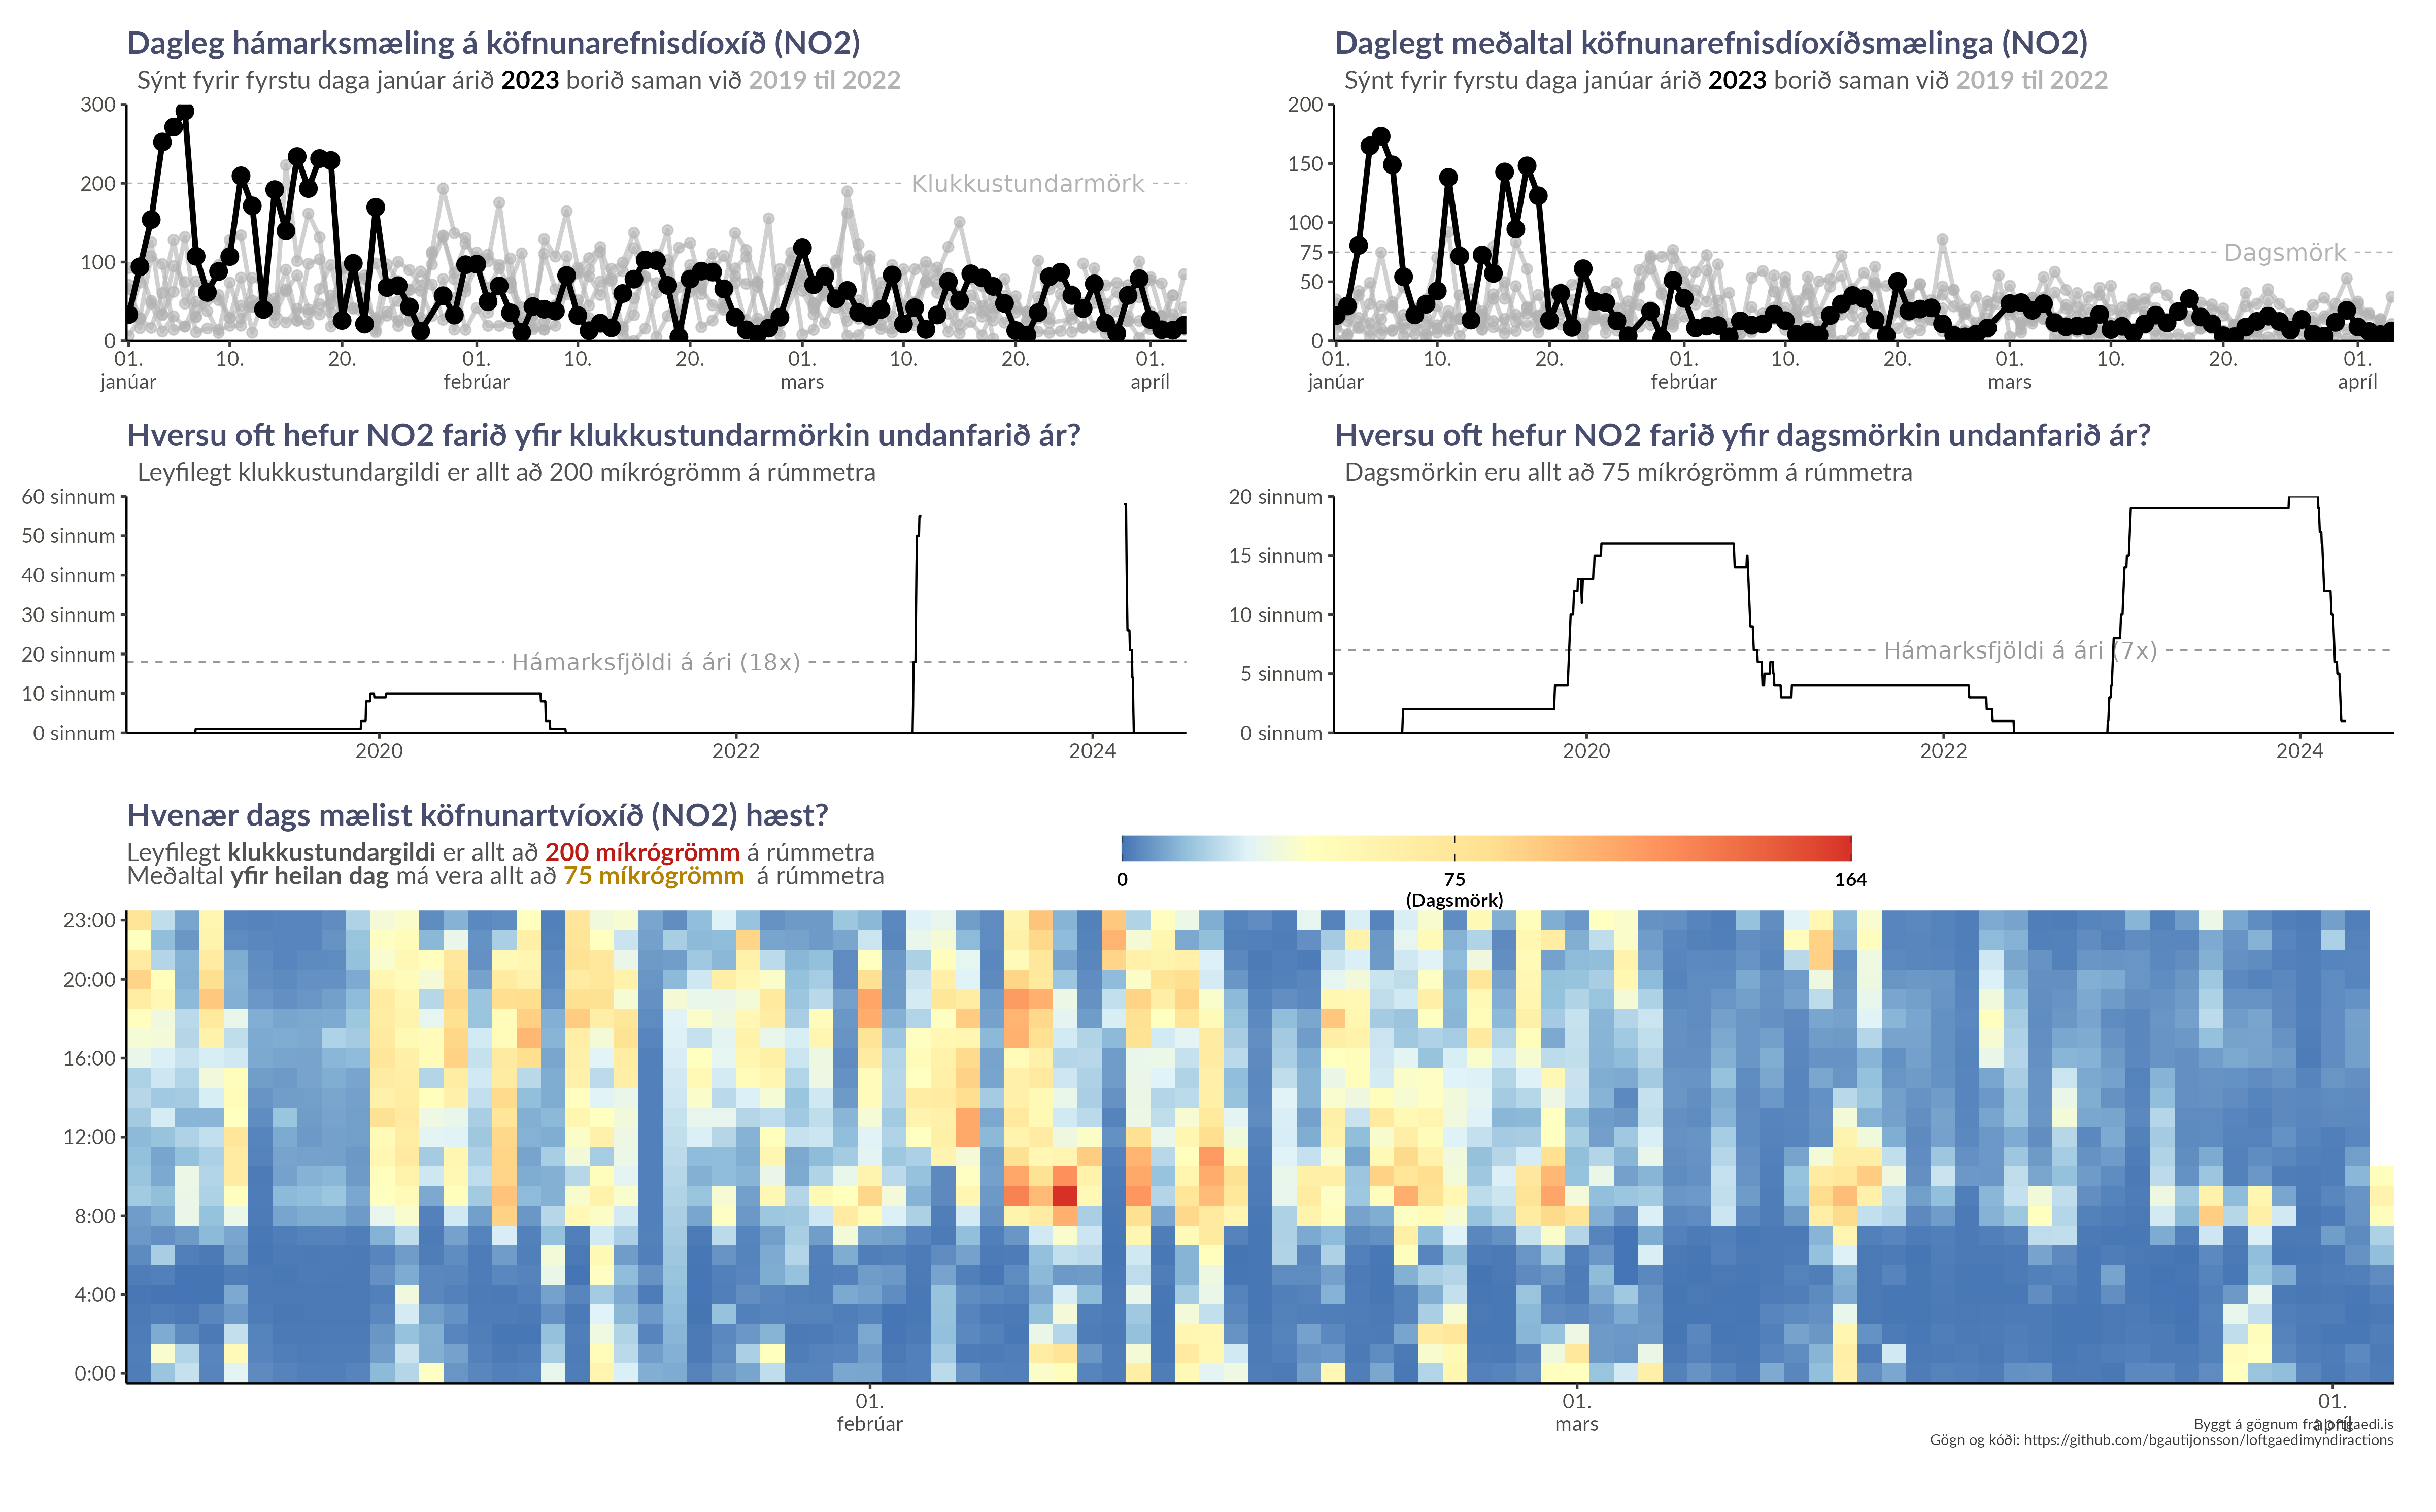 Dagleg hámarksmæling á köfnunarefnisdíoxíð (NO2)
Sýnt fyrir fyrstu daga janúar árið 2023 borið saman við 2019 til 2022
300
200
100
0
Klukkustundarmörk
01. 10. 20. 01. 10. 20. 01. 10. 20. 01.
janúar febrúar mars apríl
Daglegt meðaltal köfnunarefnisdíoxíðsmælinga (NO2)
Sýnt fyrir fyrstu daga janúar árið 2023 borið saman við 2019 til 2022
200
150
100
75
50
0
Dagsmörk
01. 10. 20. 01. 10. 20. 01. 10. 20. 01.
janúar febrúar mars apríl
Hversu oft hefur NO2 farið yfir klukkustundarmörkin undanfarið ár?
Leyfilegt klukkustundargildi er allt að 200 míkrógrömm á rúmmetra
60 sinnum
50 sinnum
40 sinnum
30 sinnum
20 sinnum
10 sinnum
0 sinnum
Hámarksfjöldi á ári (18x)
2020 2022 2024
Hversu oft hefur NO2 farið yfir dagsmörkin undanfarið ár?
Dagsmörkin eru allt að 75 míkrógrömm á rúmmetra
20 sinnum
15 sinnum
10 sinnum
5 sinnum
0 sinnum
Hámarksfjöldi á ári (7x)
2020 2022 2024
Hvenær dags mælist köfnunartvíoxíð (NO2) hæst?
Leyfilegt klukkustundargildi er allt að 200 míkrógrömm á rúmmetra
Meðaltal yfir heilan dag má vera allt að 75 míkrógrömm á rúmmetra
0 75 164
(Dagsmörk)
23:00
20:00
16:00
12:00
8:00
4:00
0:00
01. 01. 01.
febrúar mars apríl
Byggt á gögnum frá loftgaedi.is
Gögn og kóði: https://github.com/bgautijonsson/loftgaedimyndiractions